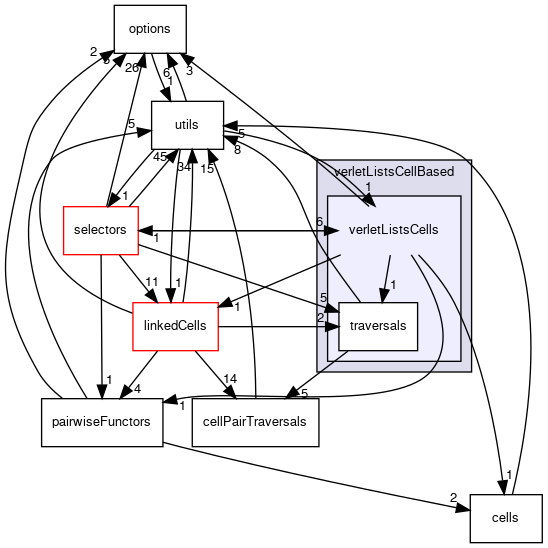 options
2
5
26
6
1
3
utils
5
45
34
15
8
5
verletListsCellBased
1
1
selectors
1
6
verletListsCells
11
1
1
5
1
linkedCells
2
traversals
1
4
14
1
5
pairwiseFunctors
cellPairTraversals
2
1
cells